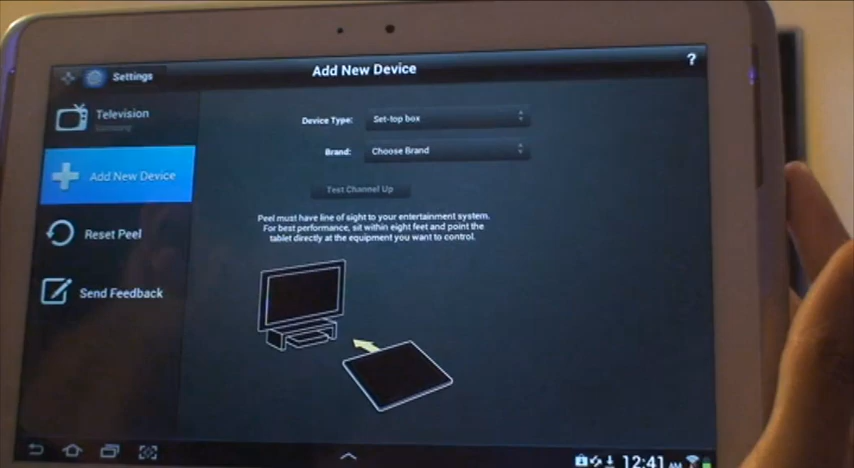 Settings
Add New Device
?
Television
Samsung
Add New Device
Reset Peel
Send Feedback
Device Type:
Set-top box
Brand:
Choose Brand
Test Channel Up
Peel must have line of sight to your entertainment system.
For best performance, sit within eight feet and point the
tablet directly at the equipment you want to control.
12:41